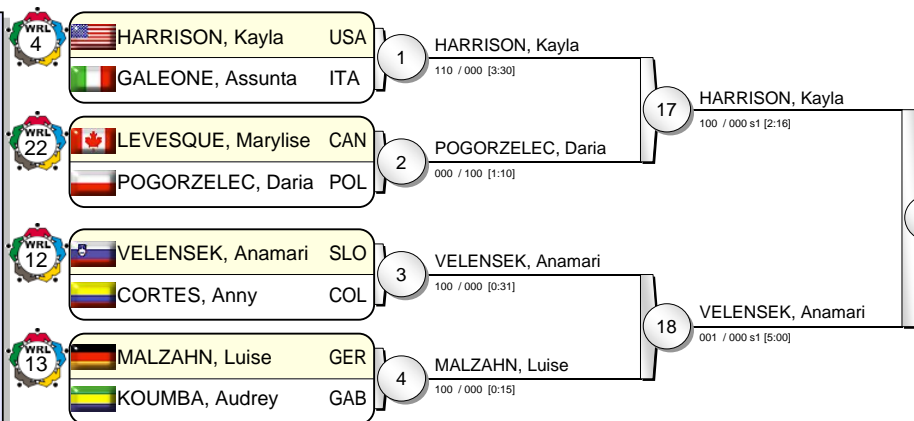 WRL
4
HARRISON, Kayla USA
GALEONE, Assunta ITA
1
HARRISON, Kayla
110 / 000 [3:30]
WRL
22
LEVESQUE, Marylise CAN
POGORZELEC, Daria POL
2
POGORZELEC, Daria
000 / 100 [1:10]
17
HARRISON, Kayla
100 / 000 s1 [2:16]
WRL
12
VELENSEK, Anamari SLO
CORTES, Anny COL
3
VELENSEK, Anamari
100 / 000 [0:31]
WRL
13
MALZAHN, Luise GER
KOUMBA, Audrey GAB
4
MALZAHN, Luise
100 / 000 [0:15]
18
VELENSEK, Anamari
001 / 000 s1 [5:00]